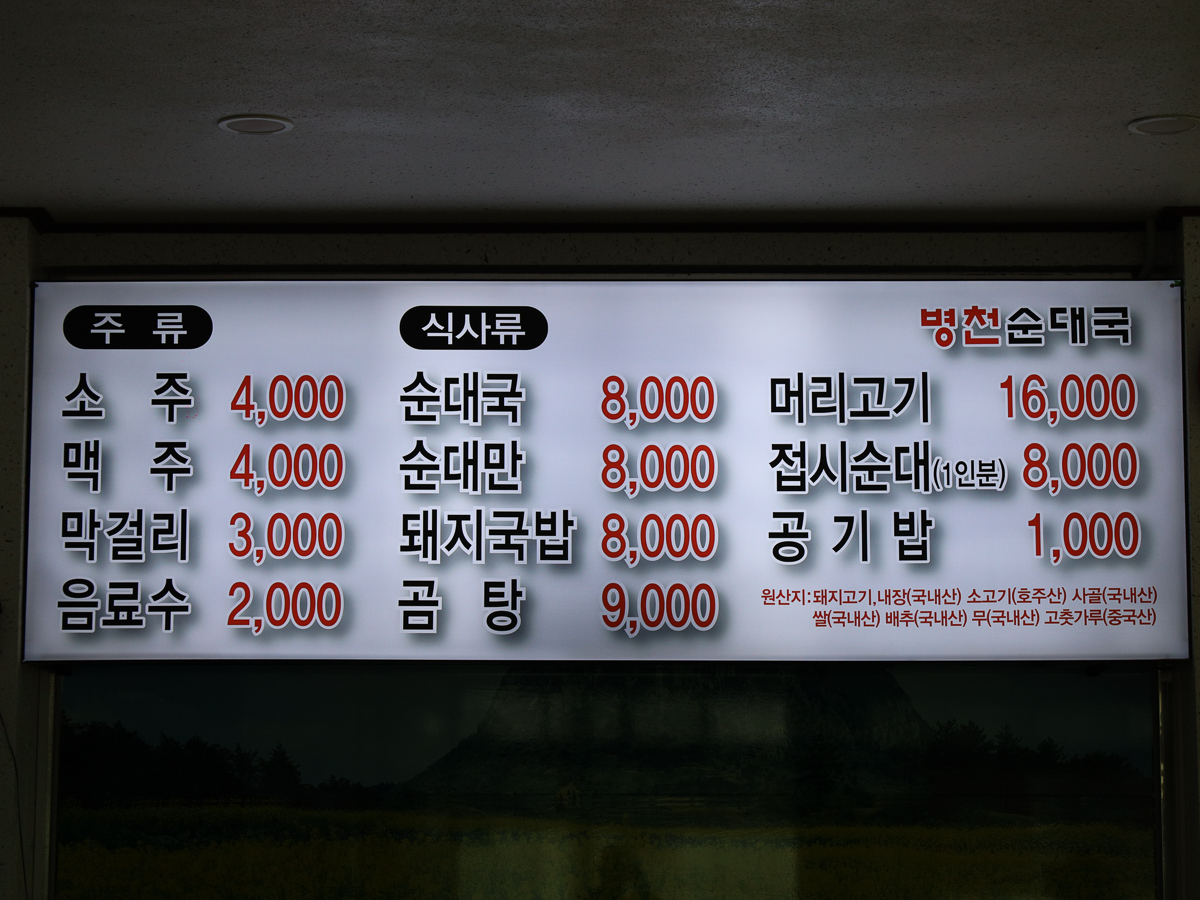 주 류
소 주 4,000
맥 주 4,000
막걸리 3,000
음료수 2,000
식사류
순대국 8,000
순대만 8,000
돼지국밥 8,000
곰 탕 9,000
병천순대국
머리고기 16,000
접시순대(1인분) 8,000
공 기 밥 1,000
원산지:돼지고기,내장(국내산) 소고기(호주산) 사골(국내산)
쌀(국내산) 배추(국내산) 무(국내산) 고춧가루(중국산)